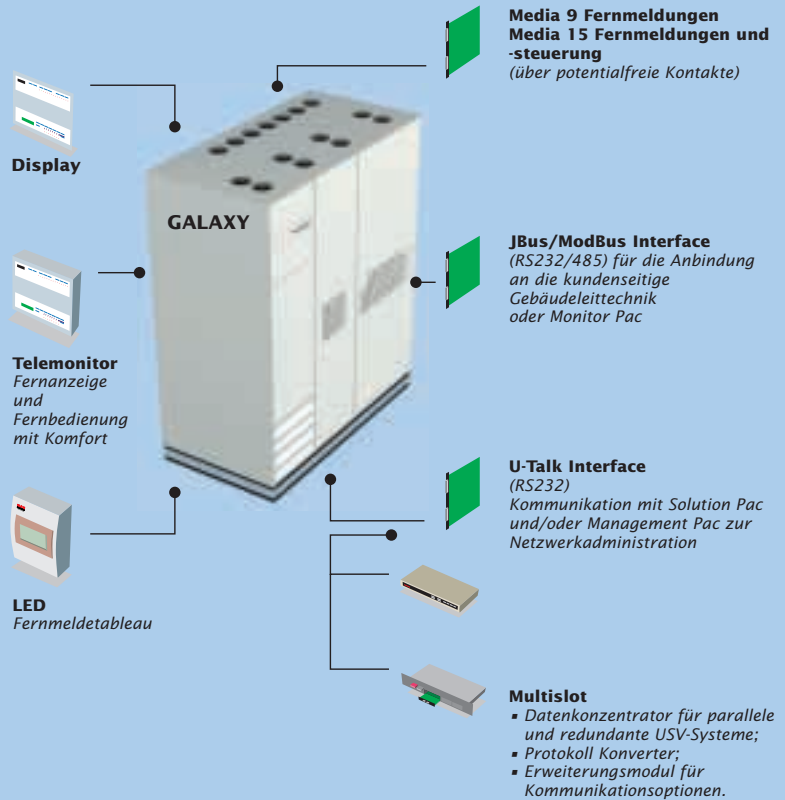 Media 9 Fernmeldungen
Media 15 Fernmeldungen und
-steuerung
(über potentialfreie Kontakte)
Display
GALAXY
JBus/ModBus Interface
(RS232/485) für die Anbindung
an die kundenseitige
Gebäudeleittechnik
oder Monitor Pac
Telemonitor
Fernanzeige
und
Fernbedienung
mit Komfort
U-Talk Interface
(RS232)
Kommunikation mit Solution Pac
und/oder Management Pac zur
Netzwerkadministration
LED
Fernmeldetableau
Multislot
▪ Datenkonzentrator für parallele
und redundante USV-Systeme;
▪ Protokoll Konverter;
▪ Erweiterungsmodul für
Kommunikationsoptionen.